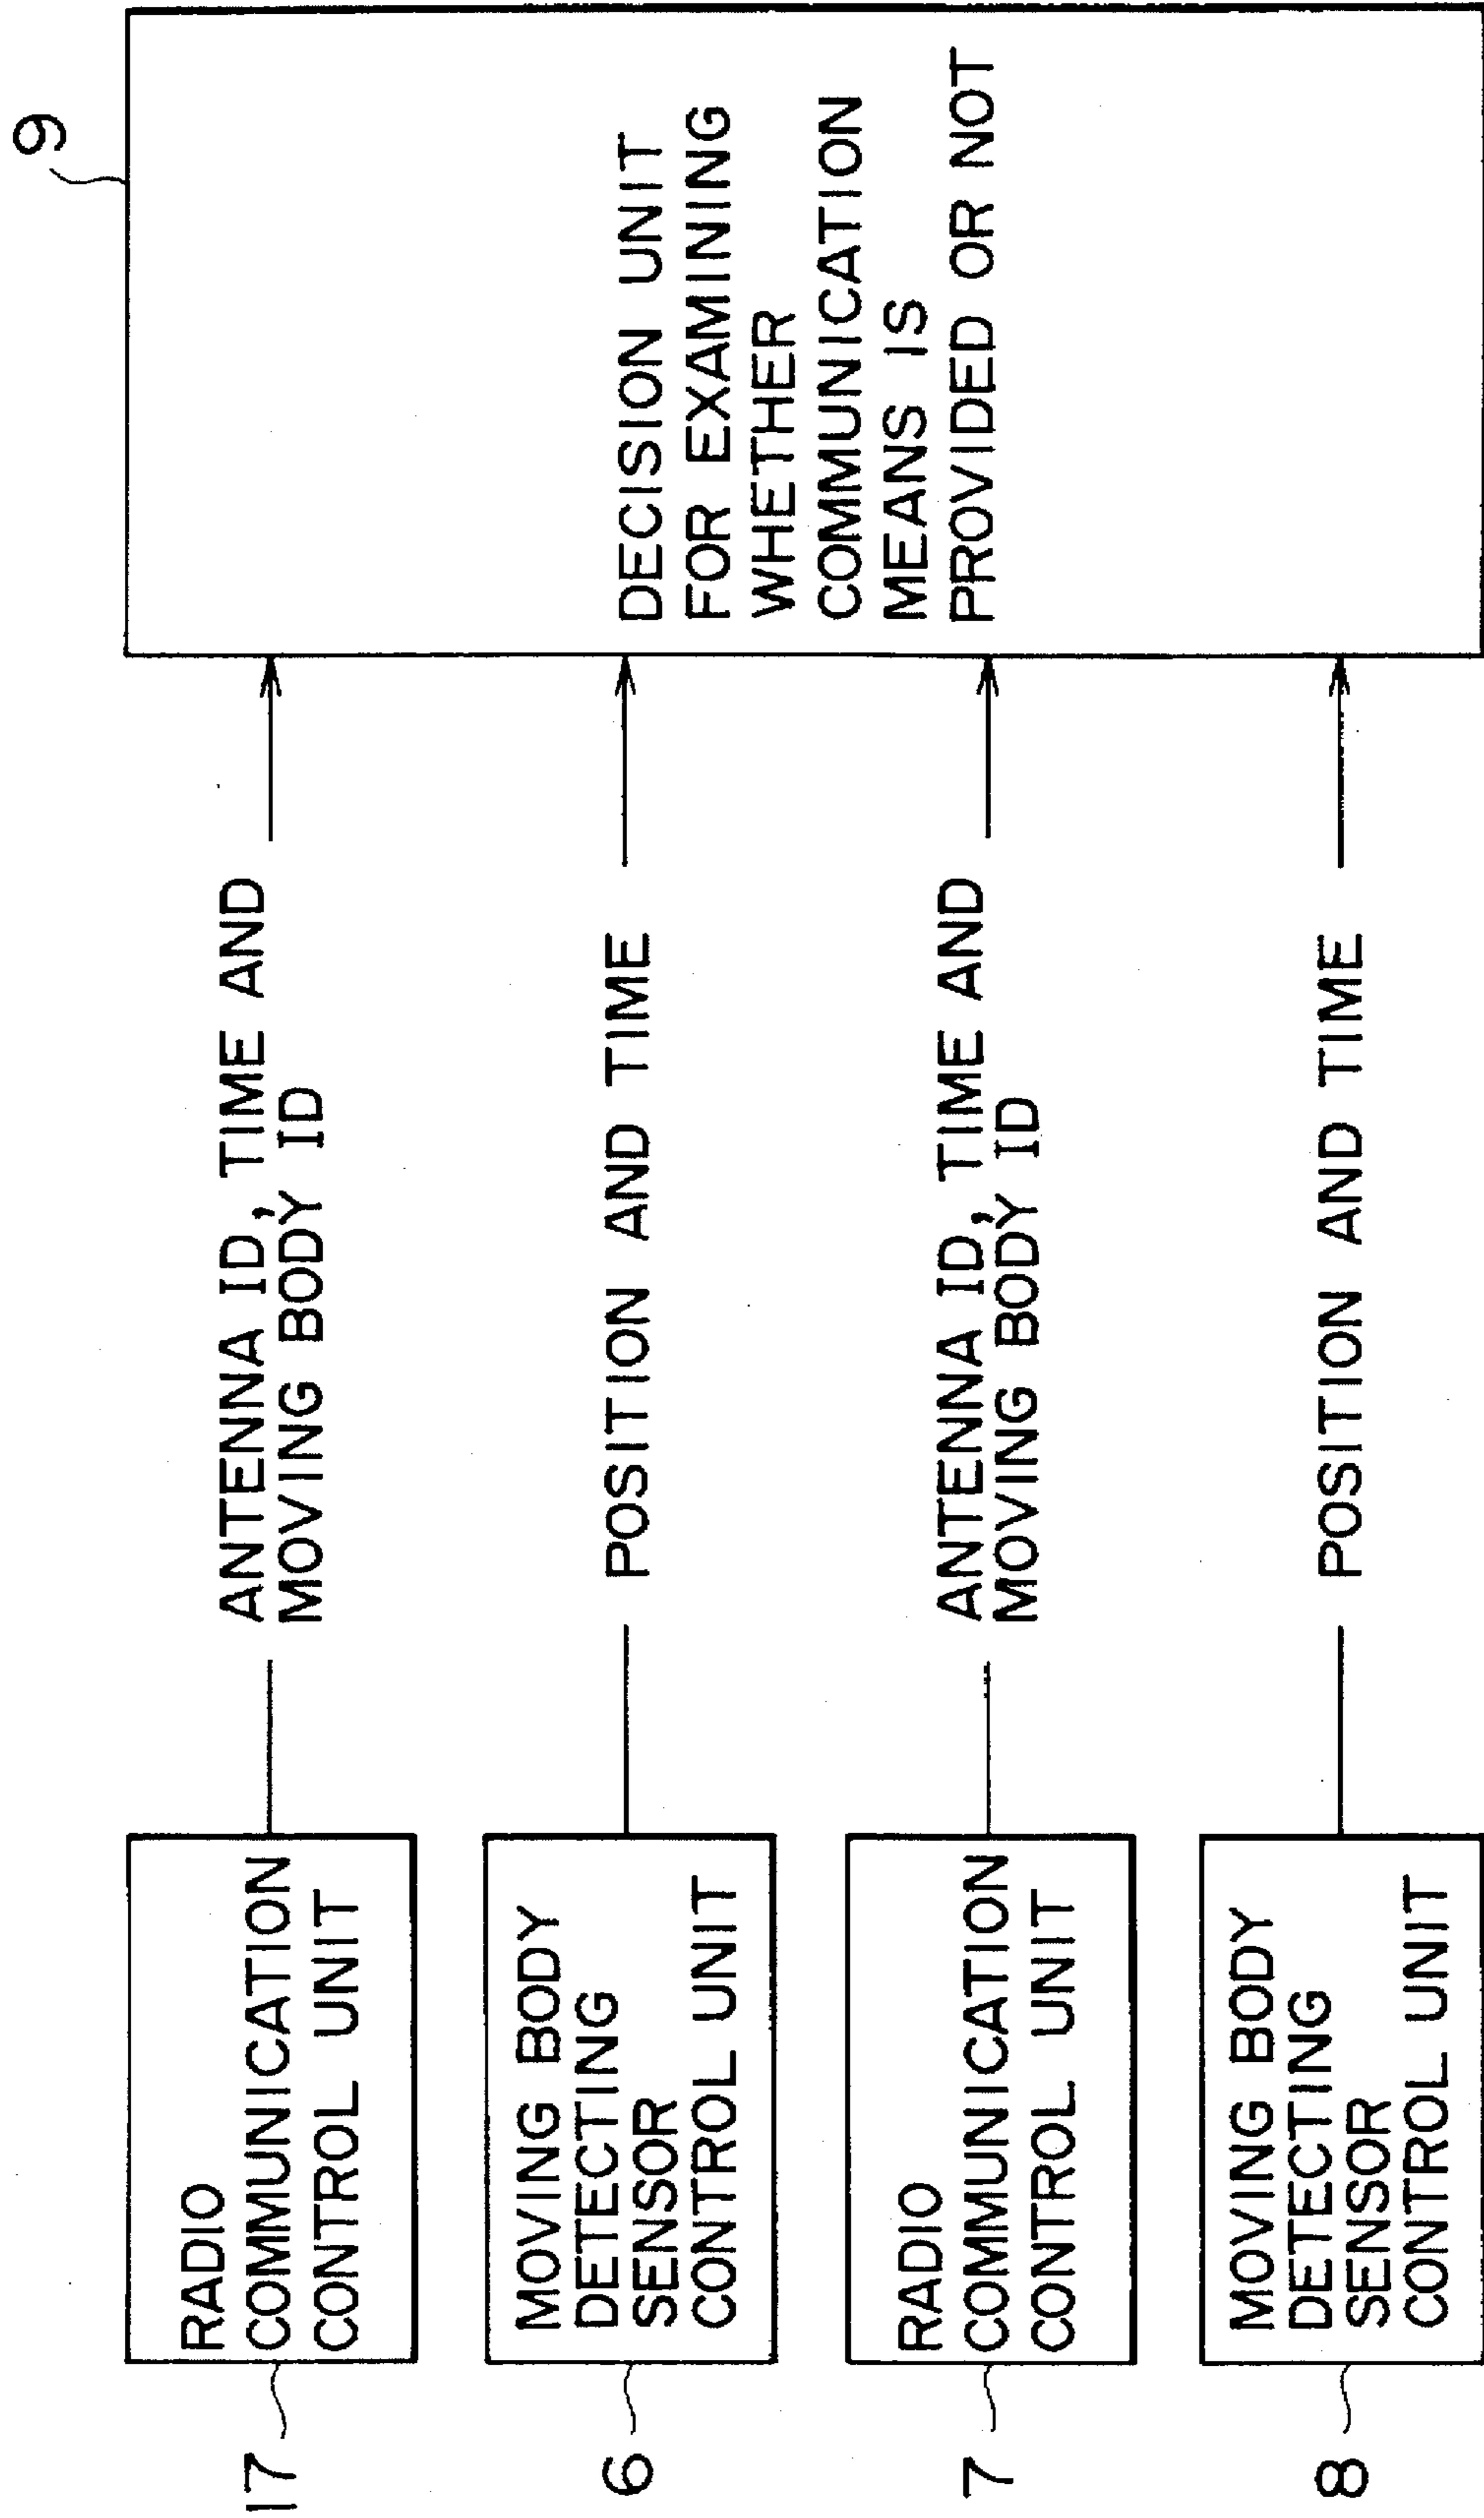 17
RADIO
COMMUNICATION
CONTROL UNIT
ANTENNA ID, TIME AND
MOVING BODY ID
6
MOVING BODY
DETECTING
SENSOR
CONTROL UNIT
POSITION AND TIME
7
RADIO
COMMUNICATION
CONTROL UNIT
ANTENNA ID, TIME AND
MOVING BODY ID
8
MOVING BODY
DETECTING
SENSOR
CONTROL UNIT
POSITION AND TIME
9
DECISION UNIT
FOR EXAMINING
WHETHER
COMMUNICATION
MEANS IS
PROVIDED OR NOT